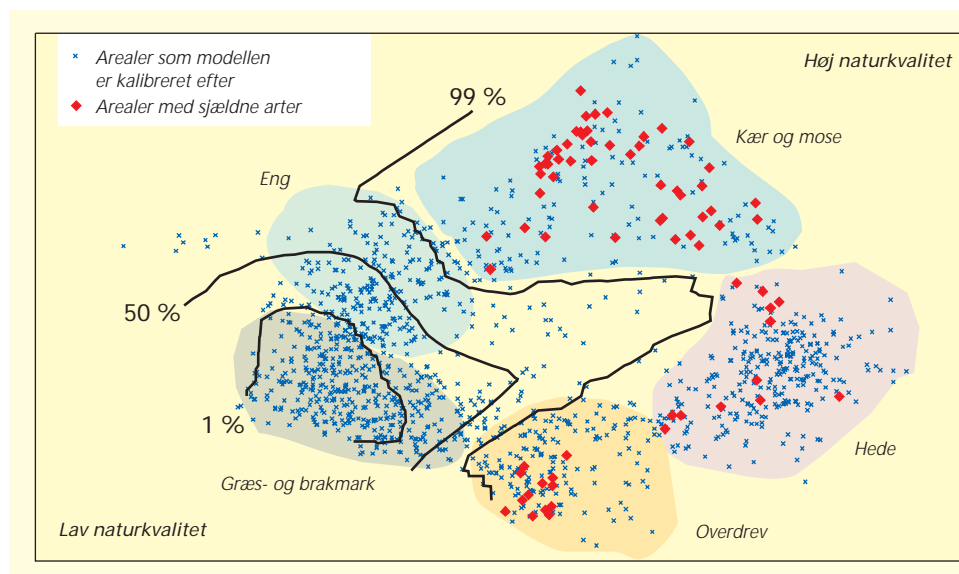 Arealer som modellen
er kalibreret efter
Arealer med sjældne arter
Høj naturkvalitet
99 %
Kær og mose
Eng
50 %
1 %
Hede
Græs- og brakmark
Lav naturkvalitet
Overdrev